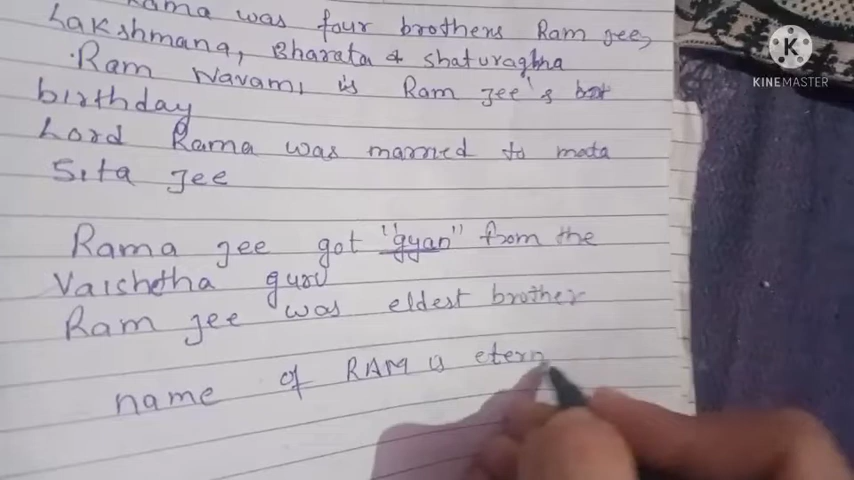 Rama was four brothers Ram jee,
Lakshmana, Bharata & shaturaghna
Ram Navami is Ram jee's
birthday
Lord Rama was married to mata
Sita jee
Rama jee got "gyan" from the
Vaishetha guru
Ram jee was eldest brother
name of RAM is etern
K
KINEMASTER